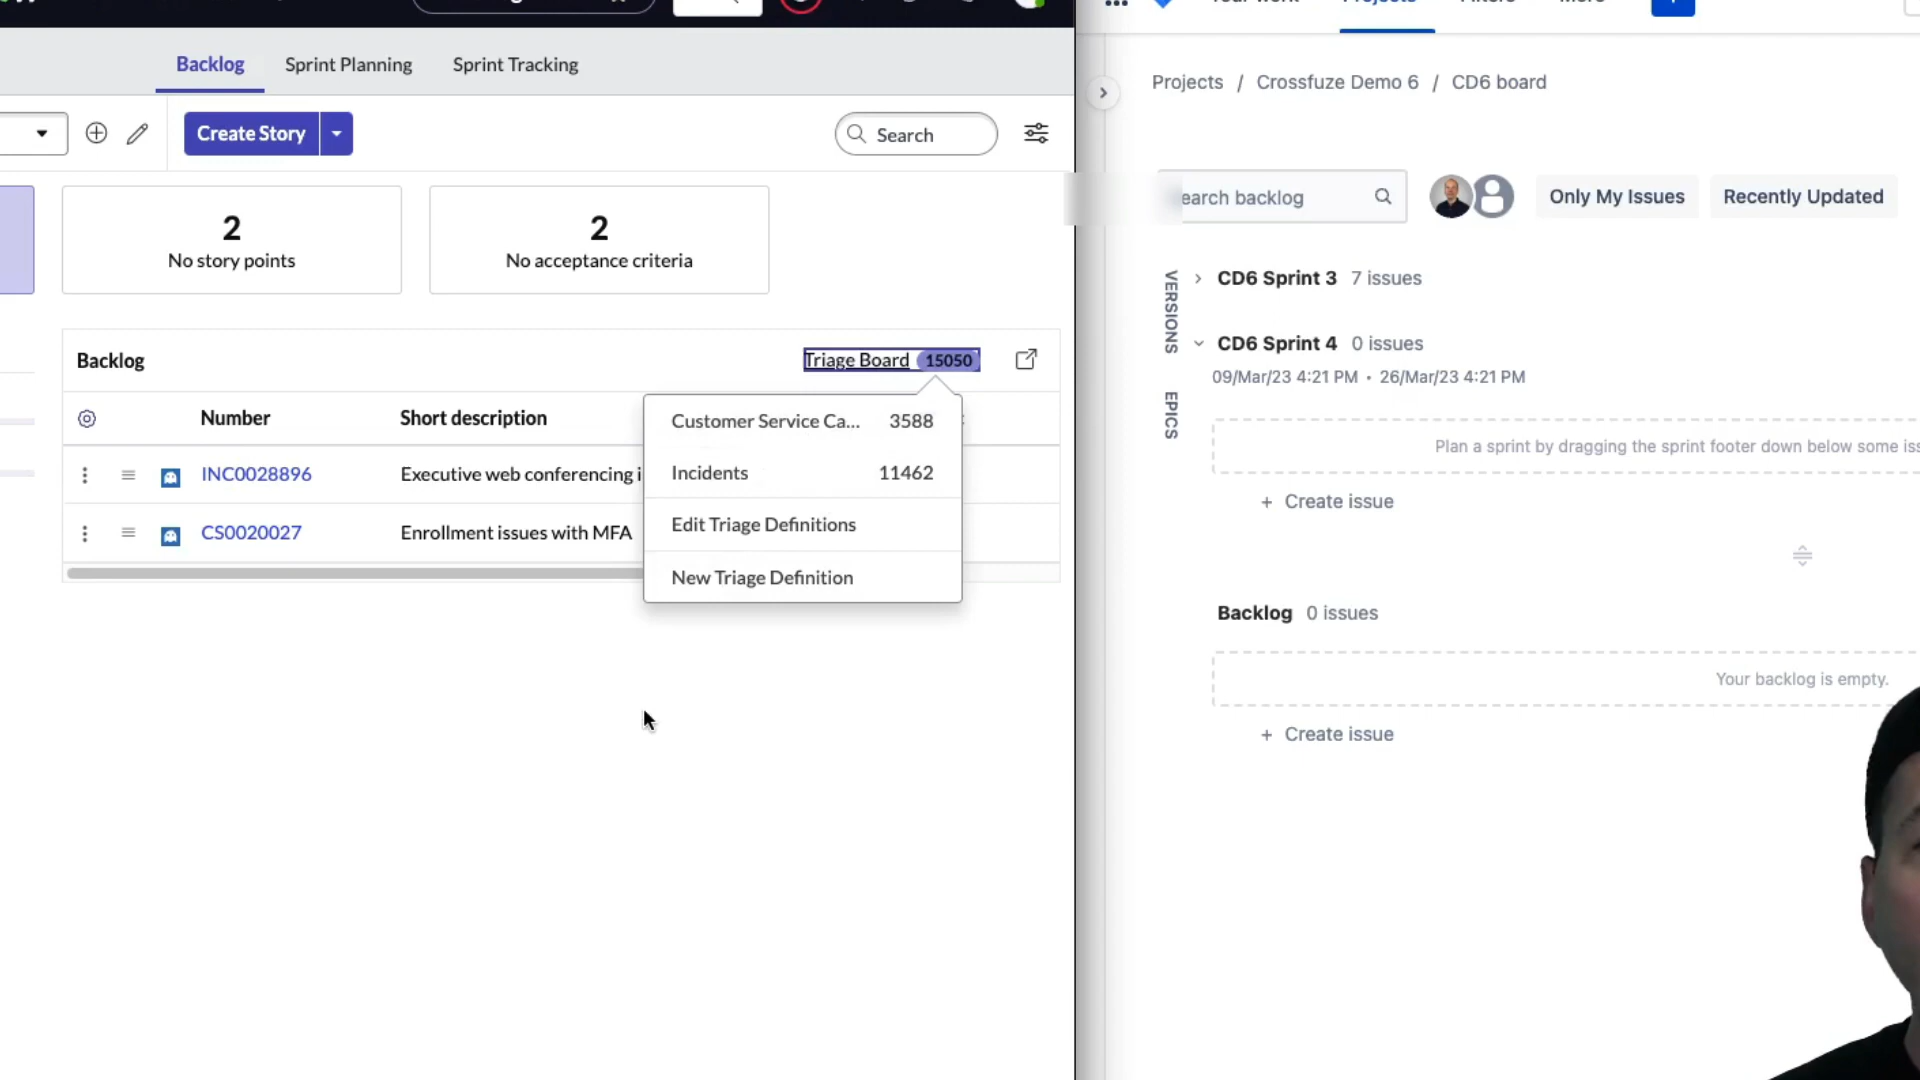 Backlog
Sprint Planning
Sprint Tracking
Create Story
Search
2
No story points
2
No acceptance criteria
Backlog
Triage Board 15050
Number
Short description
INC0028896
Executive web conferencing i
CS0020027
Enrollment issues with MFA
Customer Service Ca... 3588
Incidents 11462
Edit Triage Definitions
New Triage Definition
Projects
Projects / Crossfuze Demo 6 / CD6 board
earch backlog
Only My Issues
Recently Updated
VERSIONS
EPICS
CD6 Sprint 3 7 issues
CD6 Sprint 4 0 issues
09/Mar/23 4:21 PM • 26/Mar/23 4:21 PM
Plan a sprint by dragging the sprint footer down below some iss
+ Create issue
Backlog 0 issues
Your backlog is empty.
+ Create issue